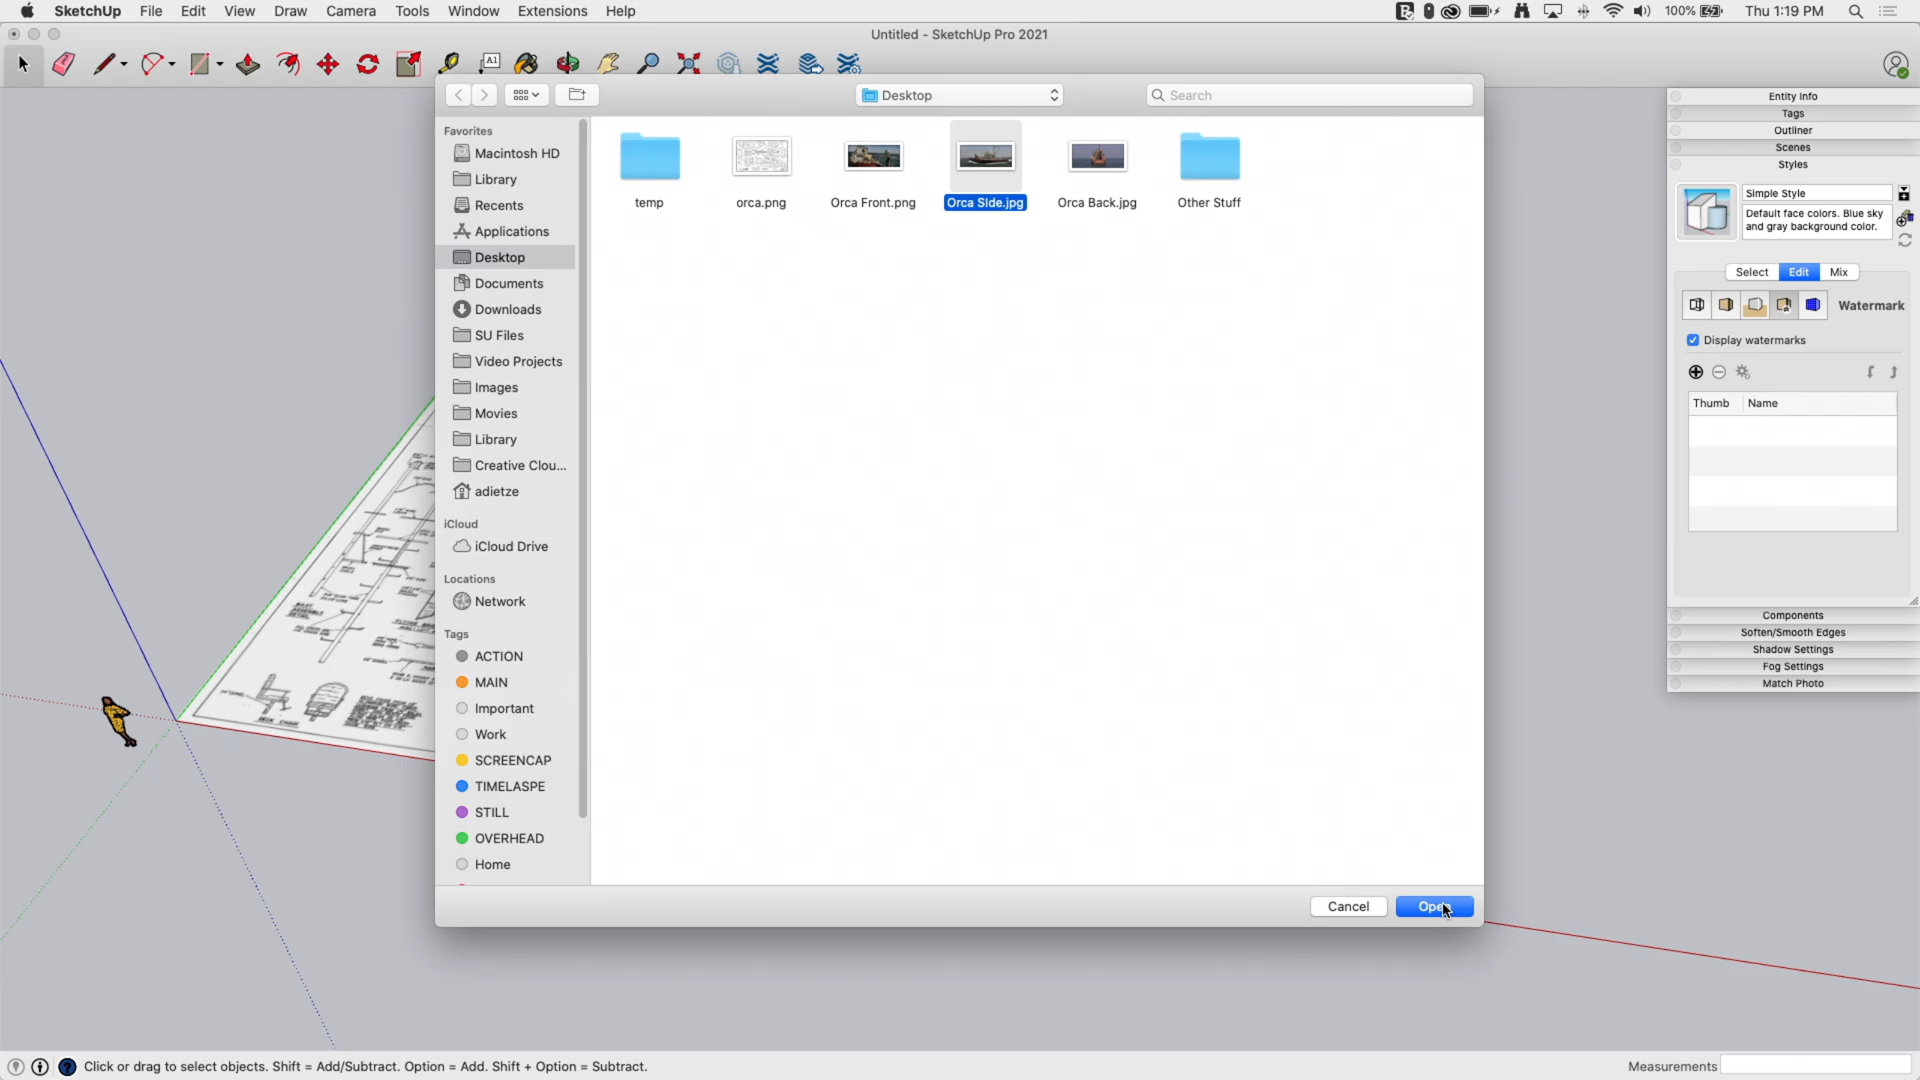 SketchUp File Edit View Draw Camera Tools Window Extensions Help 100% Thu 1:19 PM
Untitled - SketchUp Pro 2021
A1
Desktop
Search
Favorites
Macintosh HD
Library
Recents
Applications
Desktop
Documents
Downloads
SU Files
Video Projects
Images
Movies
Library
Creative Clou...
adietze
iCloud
iCloud Drive
Locations
Network
Tags
ACTION
MAIN
Important
Work
SCREENCAP
TIMELASPE
STILL
OVERHEAD
Home
temp
orca.png
Orca Front.png
Orca SIde.jpg
Orca Back.jpg
Other Stuff
Cancel
Open
Entity Info
Tags
Outliner
Scenes
Styles
Simple Style
Default face colors. Blue sky
and gray background color.
Select Edit Mix
Watermark
Display watermarks
Thumb Name
Components
Soften/Smooth Edges
Shadow Settings
Fog Settings
Match Photo
DECK CHAIR
Click or drag to select objects. Shift = Add/Subtract. Option = Add. Shift + Option = Subtract.
Measurements